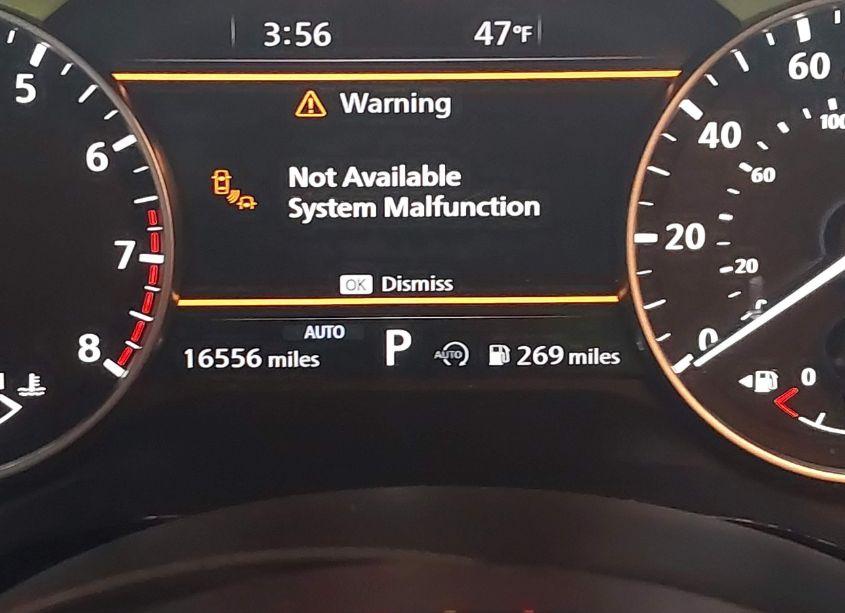 3:56 47°F
Warning
Not Available
System Malfunction
OK Dismiss
AUTO
16556 miles P AUTO 269 miles
5
6
7
8
60
40
20
0
100
60
20
0